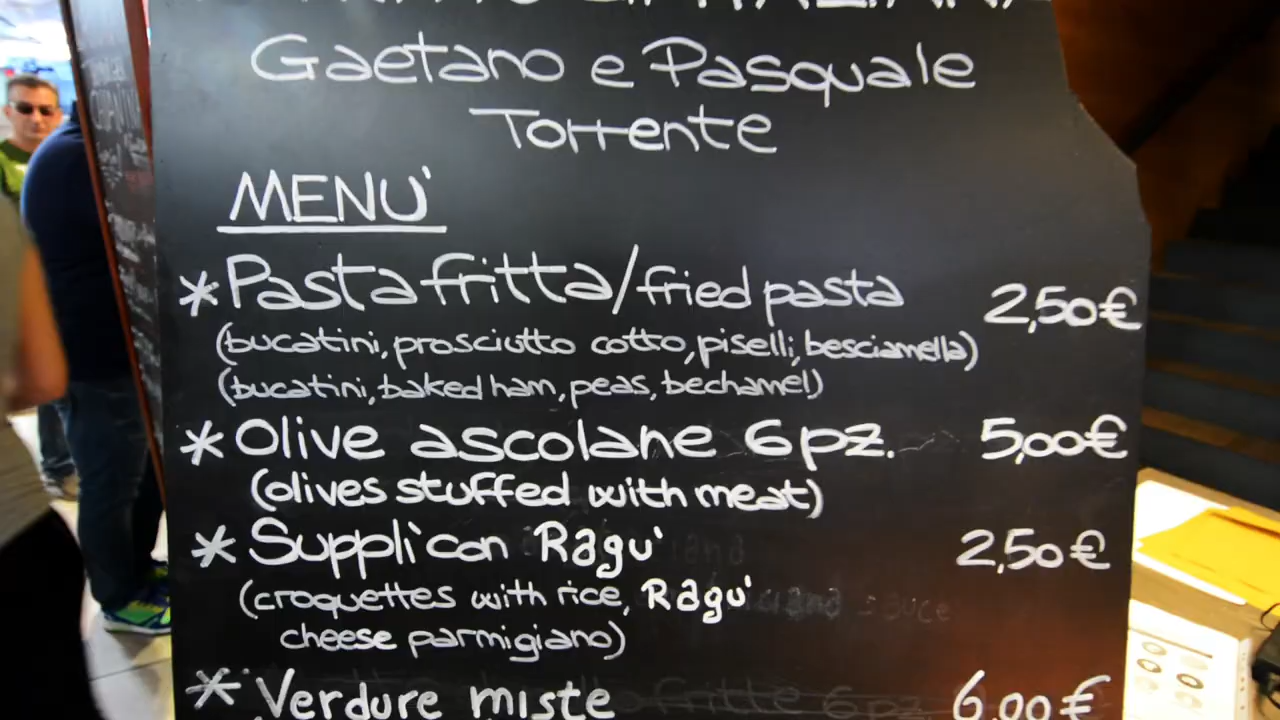 Gaetano e Pasquale
Torrente
MENU'
*Pasta fritta/fried pasta 2,50€
(bucatini, prosciutto cotto, piselli, besciamella)
(bucatini, baked ham, peas, bechamel)
*Olive ascolane 6pz. 5,00€
(olives stuffed with meat)
*Supplì con Ragu' 2,50€
(croquettes with rice, Ragu'
cheese parmigiano)
*Verdure miste 6,00€